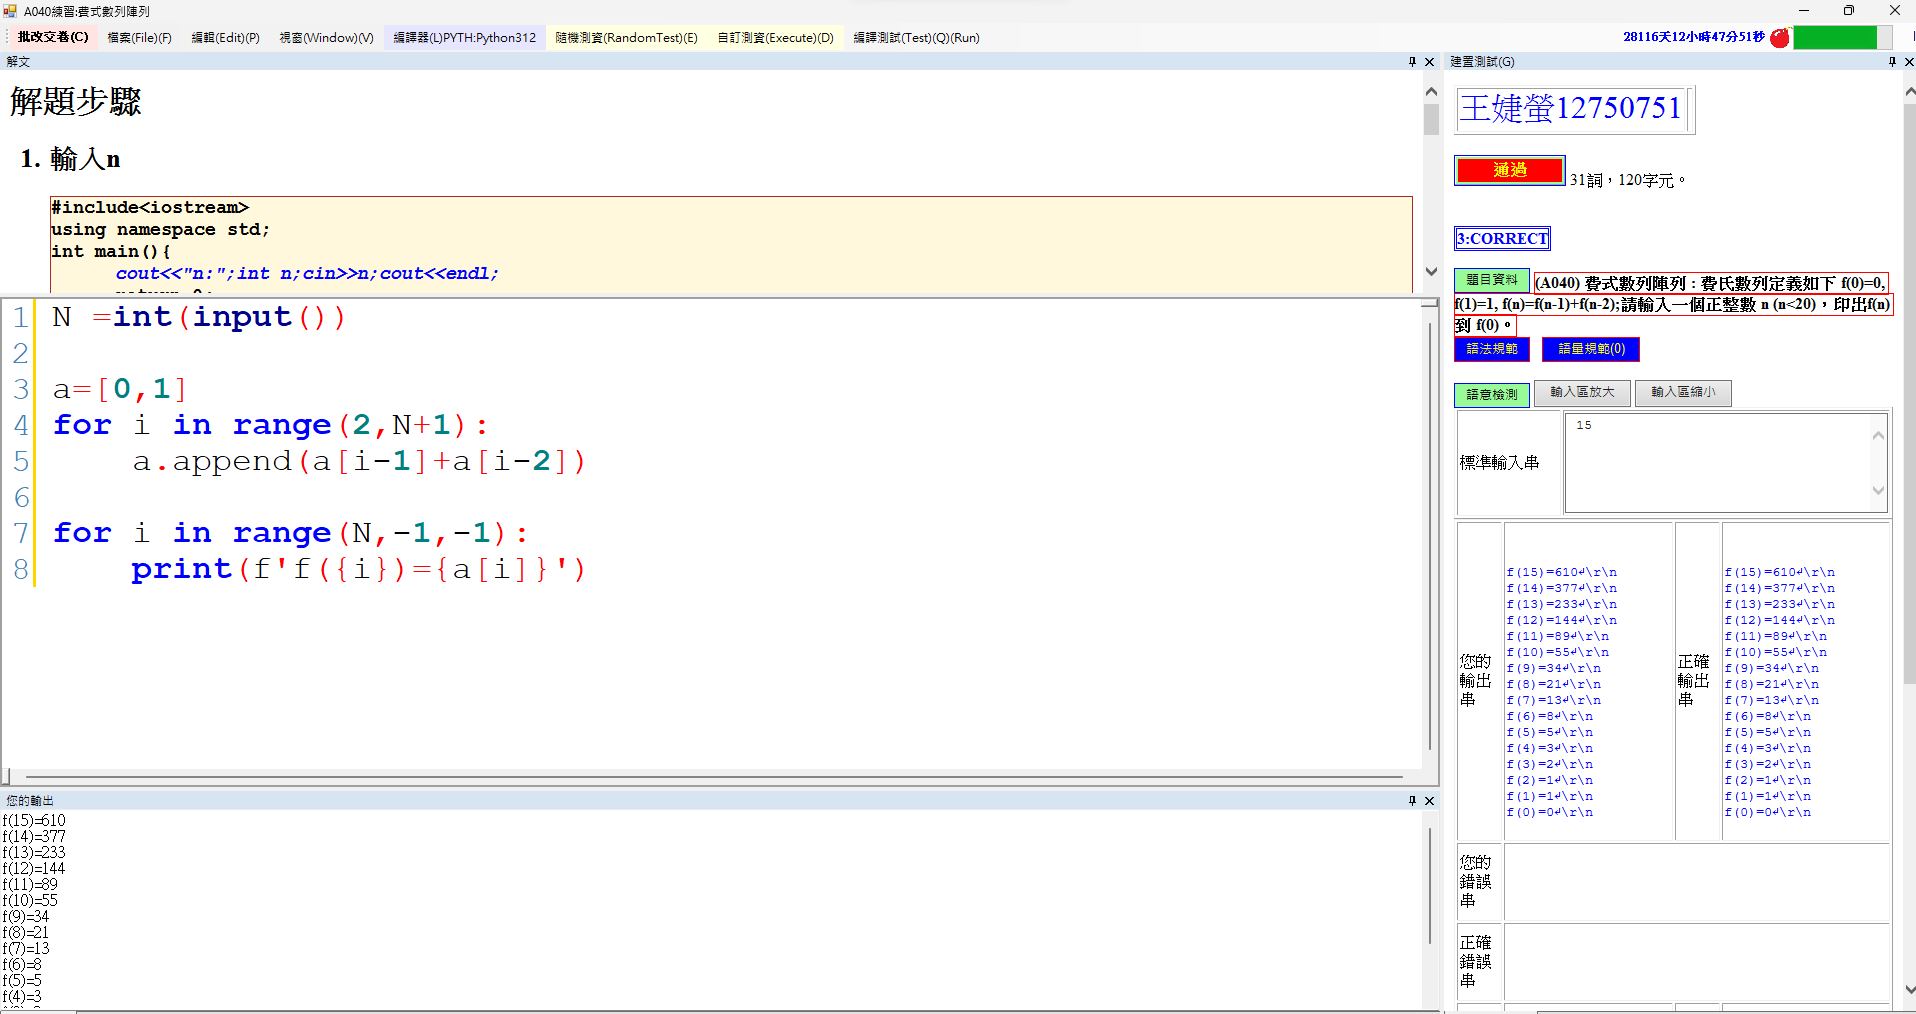 A040練習:費式數列陣列
批改交卷(C) 檔案(File)(F) 編輯(Edit)(P) 視窗(Window)(V) 編譯器(L)PYTH:Python312 隨機測資(RandomTest)(E) 自訂測資(Execute)(D) 編譯測試(Test)(Q)(Run)
28116天12小時47分51秒
解文
解題步驟
1. 輸入n
#include<iostream>
using namespace std;
int main(){
cout<<"n:";int n;cin>>n;cout<<endl;
1 N =int(input())
2
3 a=[0,1]
4 for i in range(2,N+1):
5     a.append(a[i-1]+a[i-2])
6
7 for i in range(N,-1,-1):
8     print(f'f({i})={a[i]}')
您的輸出
f(15)=610
f(14)=377
f(13)=233
f(12)=144
f(11)=89
f(10)=55
f(9)=34
f(8)=21
f(7)=13
f(6)=8
f(5)=5
f(4)=3
建置測試(G)
王婕螢12750751
通過 31詞，120字元。
3:CORRECT
題目資料 (A040) 費式數列陣列 : 費氏數列定義如下 f(0)=0,
f(1)=1, f(n)=f(n-1)+f(n-2);請輸入一個正整數 n (n<20)，印出f(n)
到 f(0)。
語法規範 語量規範(0)
語意檢測 輸入區放大 輸入區縮小
標準輸入串
15
您的輸出串
f(15)=610↵\r\n
f(14)=377↵\r\n
f(13)=233↵\r\n
f(12)=144↵\r\n
f(11)=89↵\r\n
f(10)=55↵\r\n
f(9)=34↵\r\n
f(8)=21↵\r\n
f(7)=13↵\r\n
f(6)=8↵\r\n
f(5)=5↵\r\n
f(4)=3↵\r\n
f(3)=2↵\r\n
f(2)=1↵\r\n
f(1)=1↵\r\n
f(0)=0↵\r\n
正確輸出串
f(15)=610↵\r\n
f(14)=377↵\r\n
f(13)=233↵\r\n
f(12)=144↵\r\n
f(11)=89↵\r\n
f(10)=55↵\r\n
f(9)=34↵\r\n
f(8)=21↵\r\n
f(7)=13↵\r\n
f(6)=8↵\r\n
f(5)=5↵\r\n
f(4)=3↵\r\n
f(3)=2↵\r\n
f(2)=1↵\r\n
f(1)=1↵\r\n
f(0)=0↵\r\n
您的錯誤串
正確錯誤串